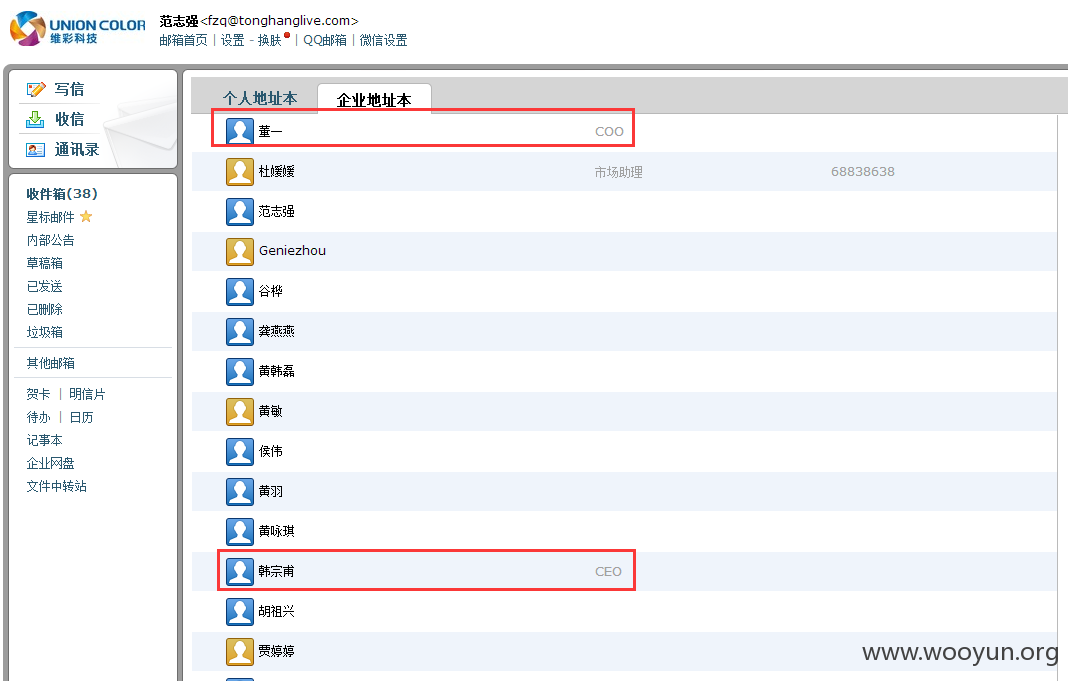 UNION COLOR
维彩科技
范志强<fzq@tonghanglive.com>
邮箱首页 | 设置 - 换肤 | QQ邮箱 | 微信设置
写信
收信
通讯录
收件箱(38)
星标邮件
内部公告
草稿箱
已发送
已删除
垃圾箱
其他邮箱
贺卡 | 明信片
待办 | 日历
记事本
企业网盘
文件中转站
个人地址本 企业地址本
董一 COO
杜嫒嫒 市场助理 68838638
范志强
Geniezhou
谷桦
龚燕燕
黄韩磊
黄敏
侯伟
黄羽
黄咏琪
韩宗甫 CEO
胡祖兴
贾婷婷
www.wooyun.org